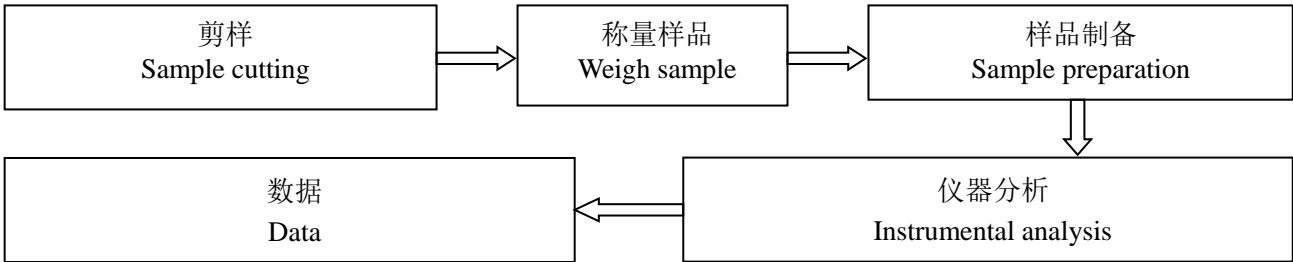 剪样
Sample cutting
称量样品
Weigh sample
样品制备
Sample preparation
仪器分析
Instrumental analysis
数据
Data